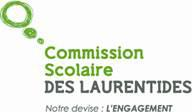 Commission
Scolaire
DES LAURENTIDES
Notre devise : L'ENGAGEMENT